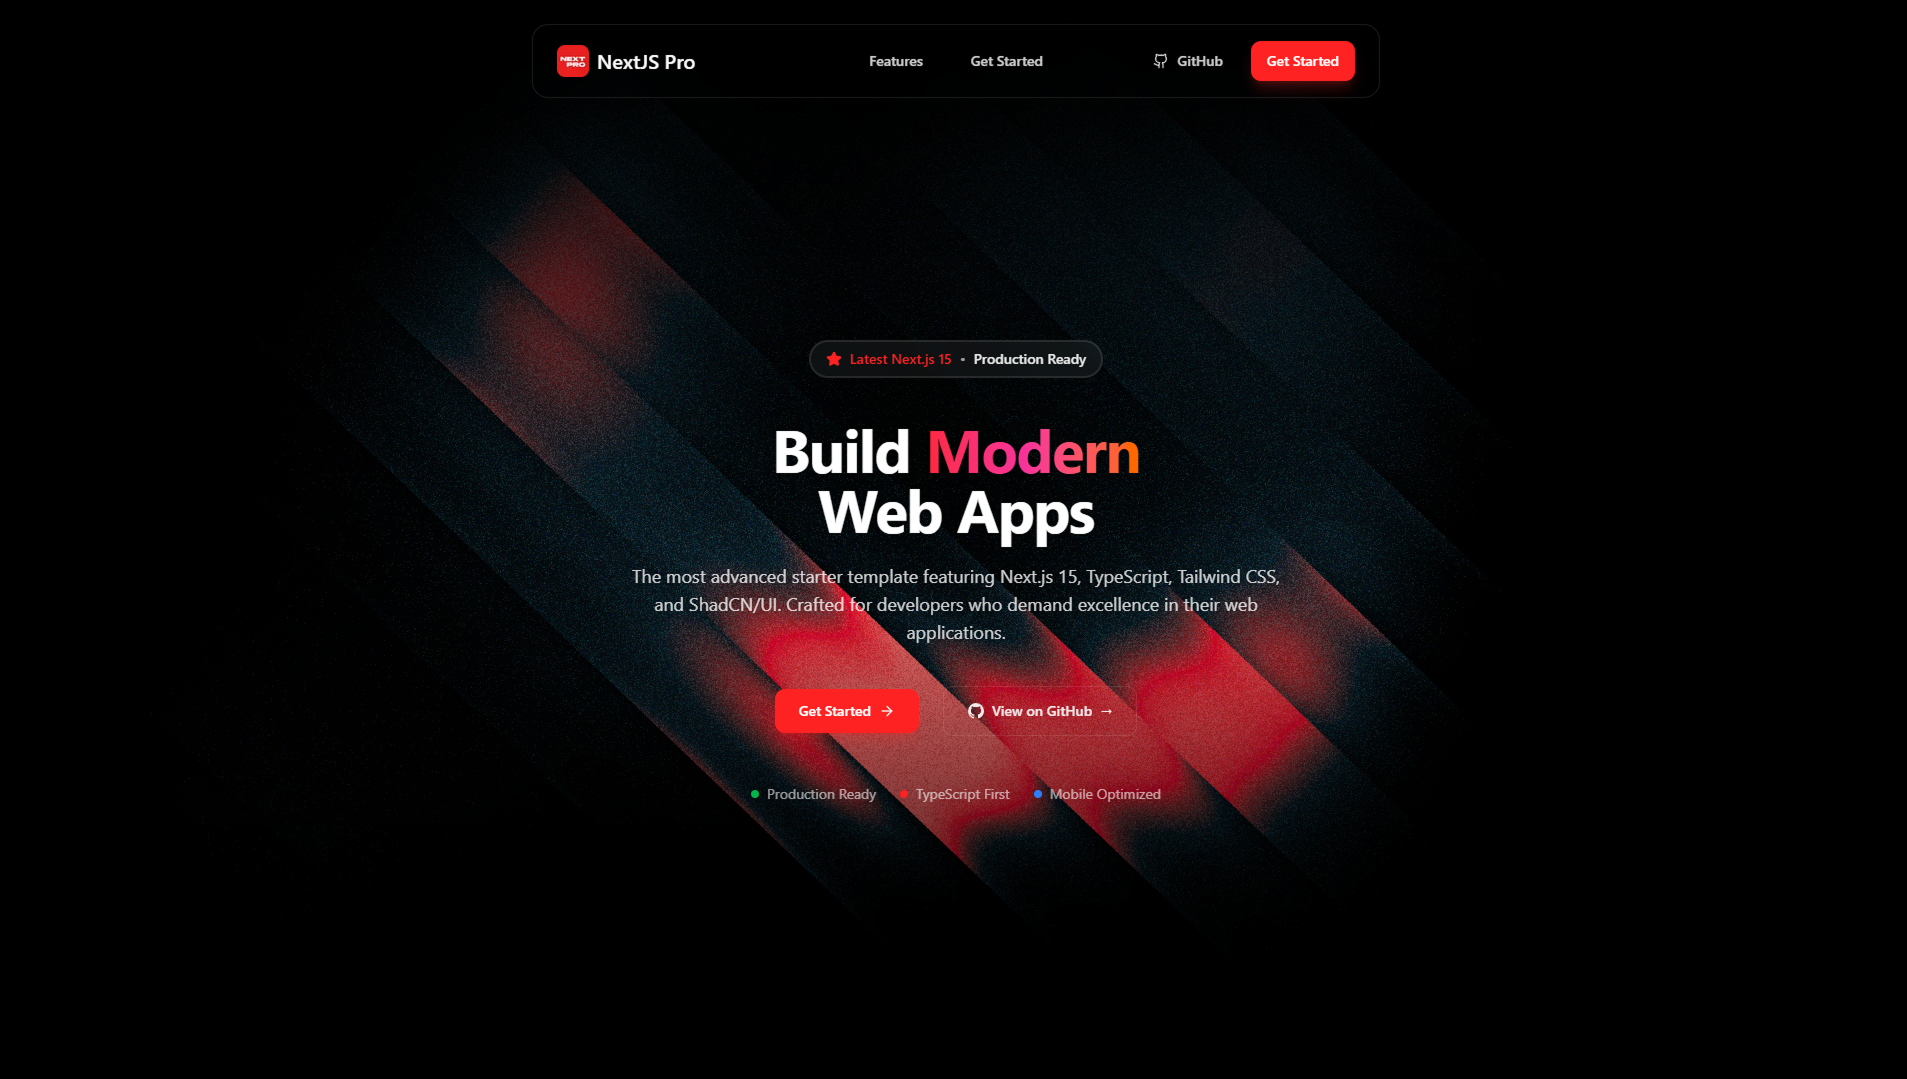 NEXT
PRO
NextJS Pro
Features
Get Started
GitHub
Get Started
Latest Next.js 15 • Production Ready
Build Modern
Web Apps
The most advanced starter template featuring Next.js 15, TypeScript, Tailwind CSS,
and ShadCN/UI. Crafted for developers who demand excellence in their web
applications.
Get Started →
View on GitHub →
Production Ready
TypeScript First
Mobile Optimized